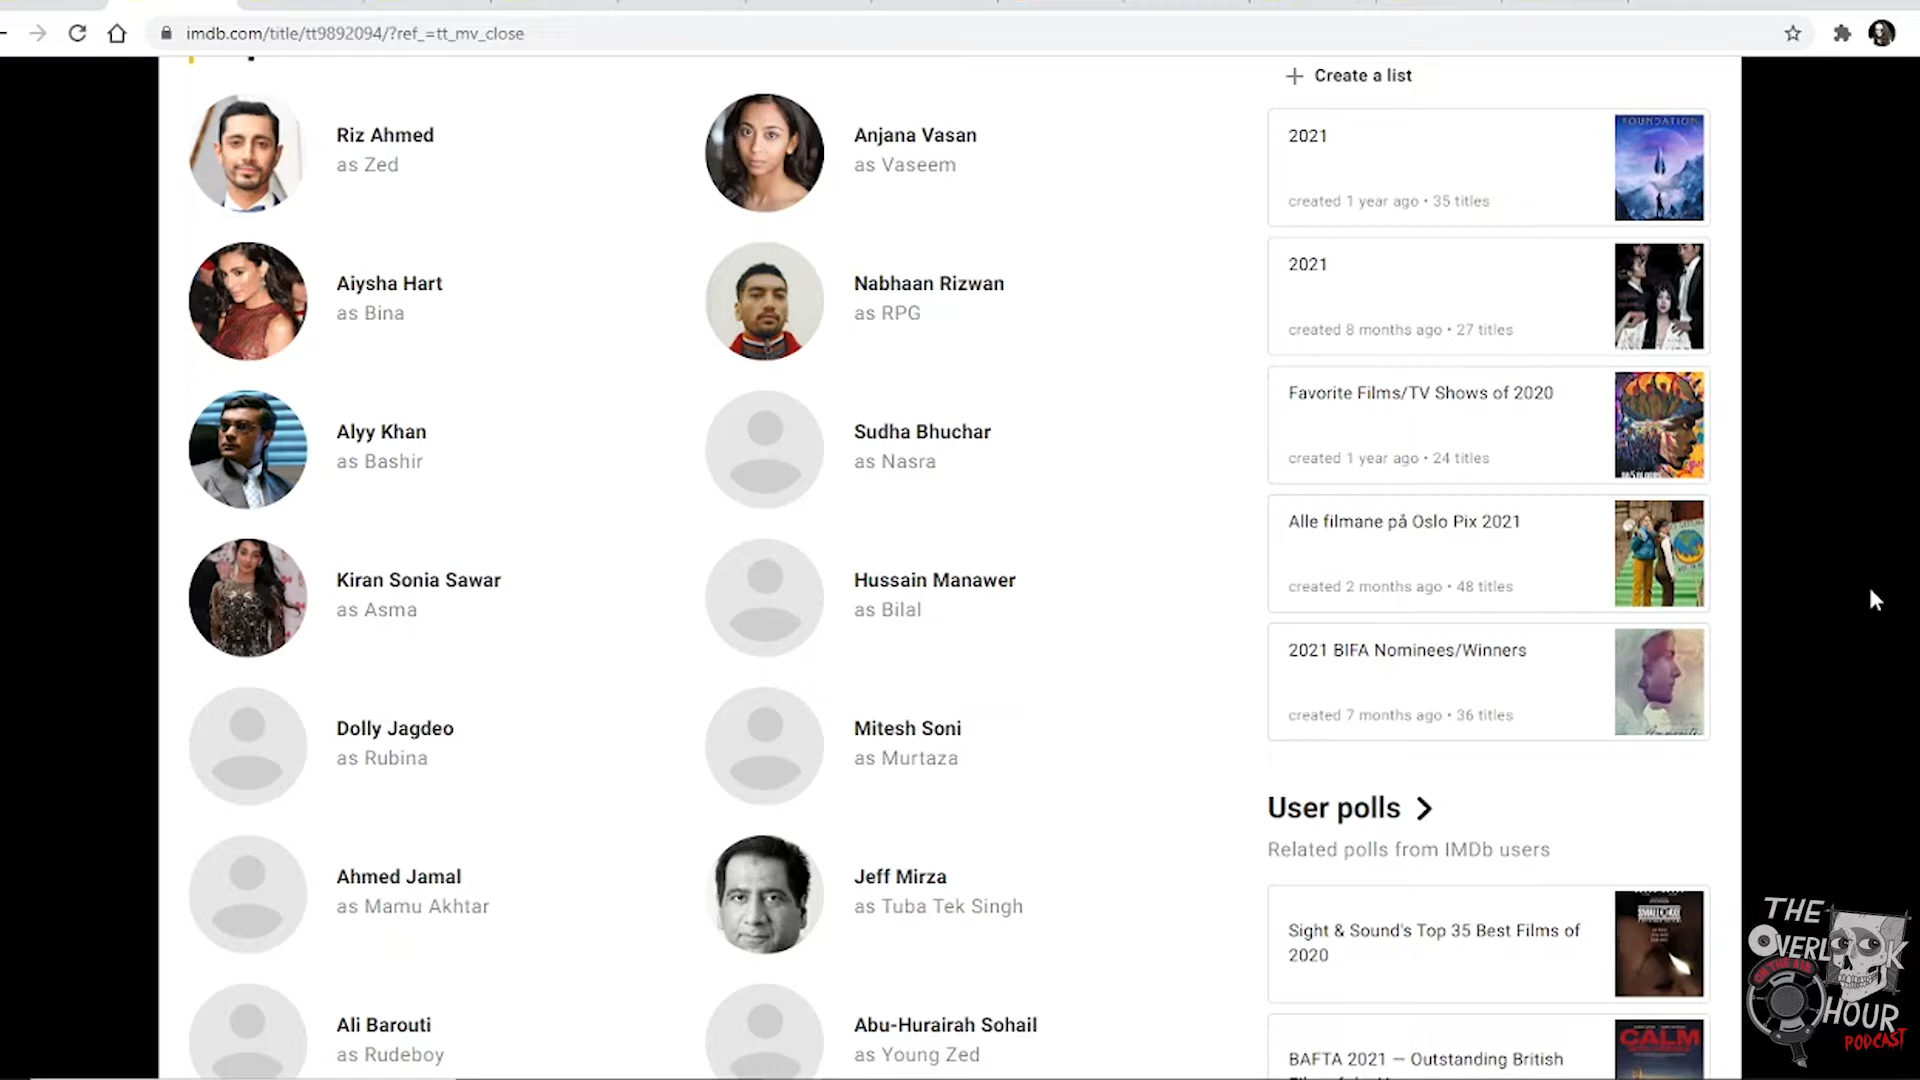 imdb.com/title/tt9892094/?ref_=tt_mv_close
Riz Ahmed
as Zed
Anjana Vasan
as Vaseem
Aiysha Hart
as Bina
Nabhaan Rizwan
as RPG
Alyy Khan
as Bashir
Sudha Bhuchar
as Nasra
Kiran Sonia Sawar
as Asma
Hussain Manawer
as Bilal
Dolly Jagdeo
as Rubina
Mitesh Soni
as Murtaza
Ahmed Jamal
as Mamu Akhtar
Jeff Mirza
as Tuba Tek Singh
Ali Barouti
as Rudeboy
Abu-Hurairah Sohail
as Young Zed
Create a list
2021
created 1 year ago • 35 titles
FOUNDATION
2021
created 8 months ago • 27 titles
Favorite Films/TV Shows of 2020
created 1 year ago • 24 titles
Alle filmane på Oslo Pix 2021
created 2 months ago • 48 titles
2021 BIFA Nominees/Winners
created 7 months ago • 36 titles
User polls
Related polls from IMDb users
Sight & Sound's Top 35 Best Films of
2020
BAFTA 2021 — Outstanding British
CALM
THE
OVERLOOK
ON THE AIR
HOUR
PODCAST